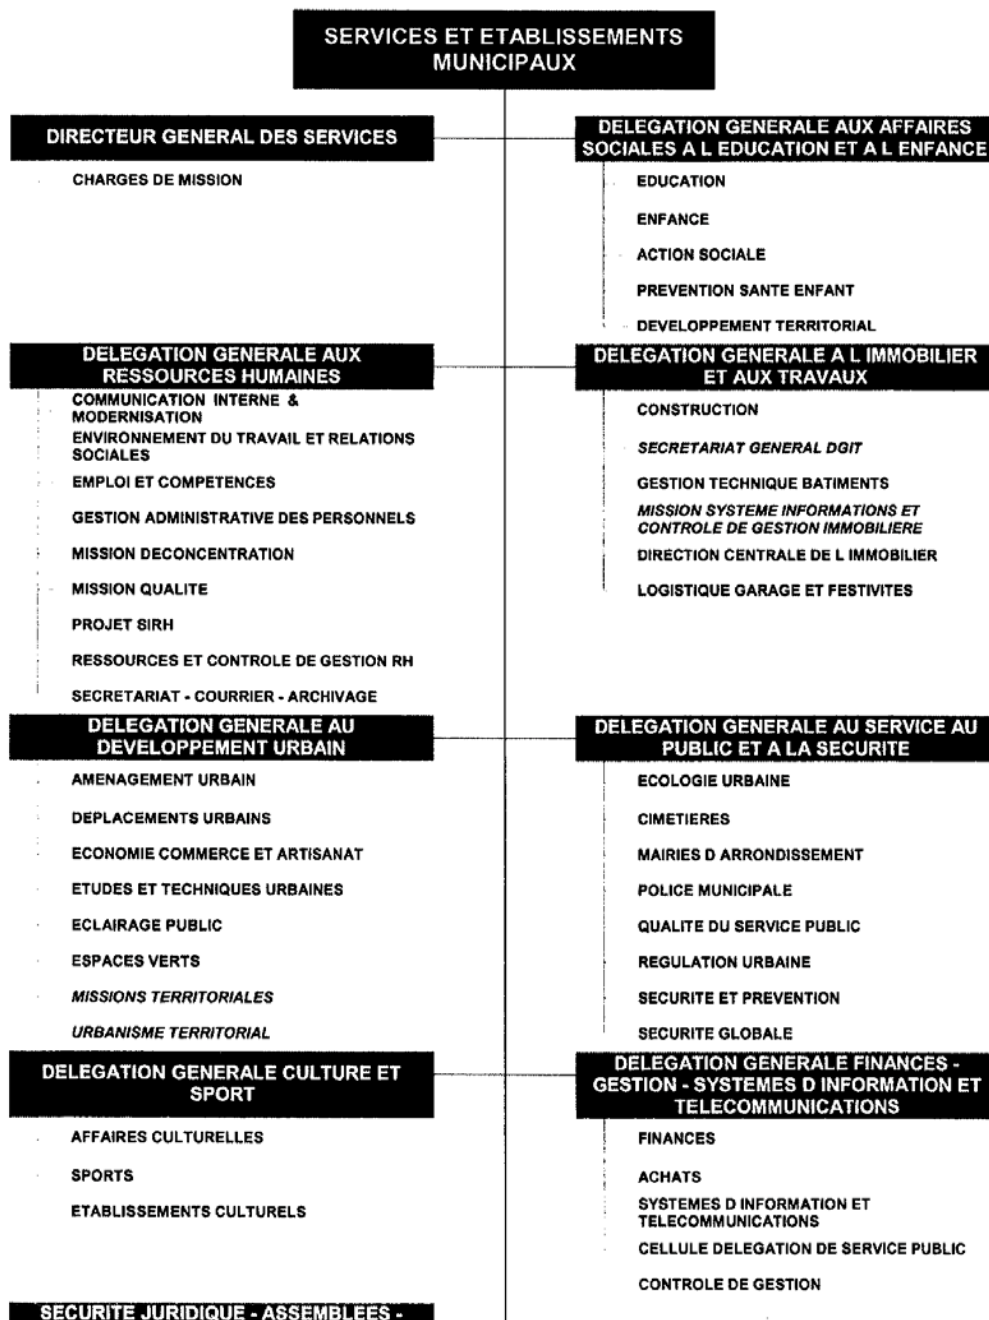 SERVICES ET ETABLISSEMENTS
MUNICIPAUX
DIRECTEUR GENERAL DES SERVICES
CHARGES DE MISSION
DELEGATION GENERALE AUX AFFAIRES
SOCIALES A L EDUCATION ET A L ENFANCE
EDUCATION
ENFANCE
ACTION SOCIALE
PREVENTION SANTE ENFANT
DEVELOPPEMENT TERRITORIAL
DELEGATION GENERALE AUX
RESSOURCES HUMAINES
COMMUNICATION INTERNE &
MODERNISATION
ENVIRONNEMENT DU TRAVAIL ET RELATIONS
SOCIALES
EMPLOI ET COMPETENCES
GESTION ADMINISTRATIVE DES PERSONNELS
MISSION DECONCENTRATION
MISSION QUALITE
PROJET SIRH
RESSOURCES ET CONTROLE DE GESTION RH
SECRETARIAT - COURRIER - ARCHIVAGE
DELEGATION GENERALE A L IMMOBILIER
ET AUX TRAVAUX
CONSTRUCTION
SECRETARIAT GENERAL DGIT
GESTION TECHNIQUE BATIMENTS
MISSION SYSTEME INFORMATIONS ET
CONTROLE DE GESTION IMMOBILIERE
DIRECTION CENTRALE DE L IMMOBILIER
LOGISTIQUE GARAGE ET FESTIVITES
DELEGATION GENERALE AU
DEVELOPPEMENT URBAIN
AMENAGEMENT URBAIN
DEPLACEMENTS URBAINS
ECONOMIE COMMERCE ET ARTISANAT
ETUDES ET TECHNIQUES URBAINES
ECLAIRAGE PUBLIC
ESPACES VERTS
MISSIONS TERRITORIALES
URBANISME TERRITORIAL
DELEGATION GENERALE AU SERVICE AU
PUBLIC ET A LA SECURITE
ECOLOGIE URBAINE
CIMETIERES
MAIRIES D ARRONDISSEMENT
POLICE MUNICIPALE
QUALITE DU SERVICE PUBLIC
REGULATION URBAINE
SECURITE ET PREVENTION
SECURITE GLOBALE
DELEGATION GENERALE CULTURE ET
SPORT
AFFAIRES CULTURELLES
SPORTS
ETABLISSEMENTS CULTURELS
DELEGATION GENERALE FINANCES -
GESTION - SYSTEMES D INFORMATION ET
TELECOMMUNICATIONS
FINANCES
ACHATS
SYSTEMES D INFORMATION ET
TELECOMMUNICATIONS
CELLULE DELEGATION DE SERVICE PUBLIC
CONTROLE DE GESTION
SECURITE JURIDIQUE - ASSEMBLEES -